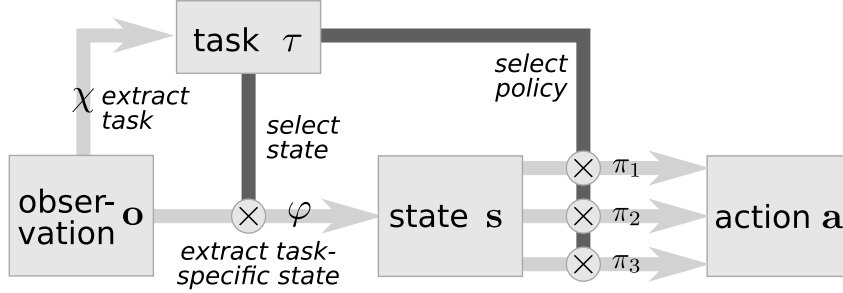 task τ
select
policy
χ extract
task
select
state
π₁
obser-
vation o
φ
state s
π₂
action a
extract task-
specific state
π₃